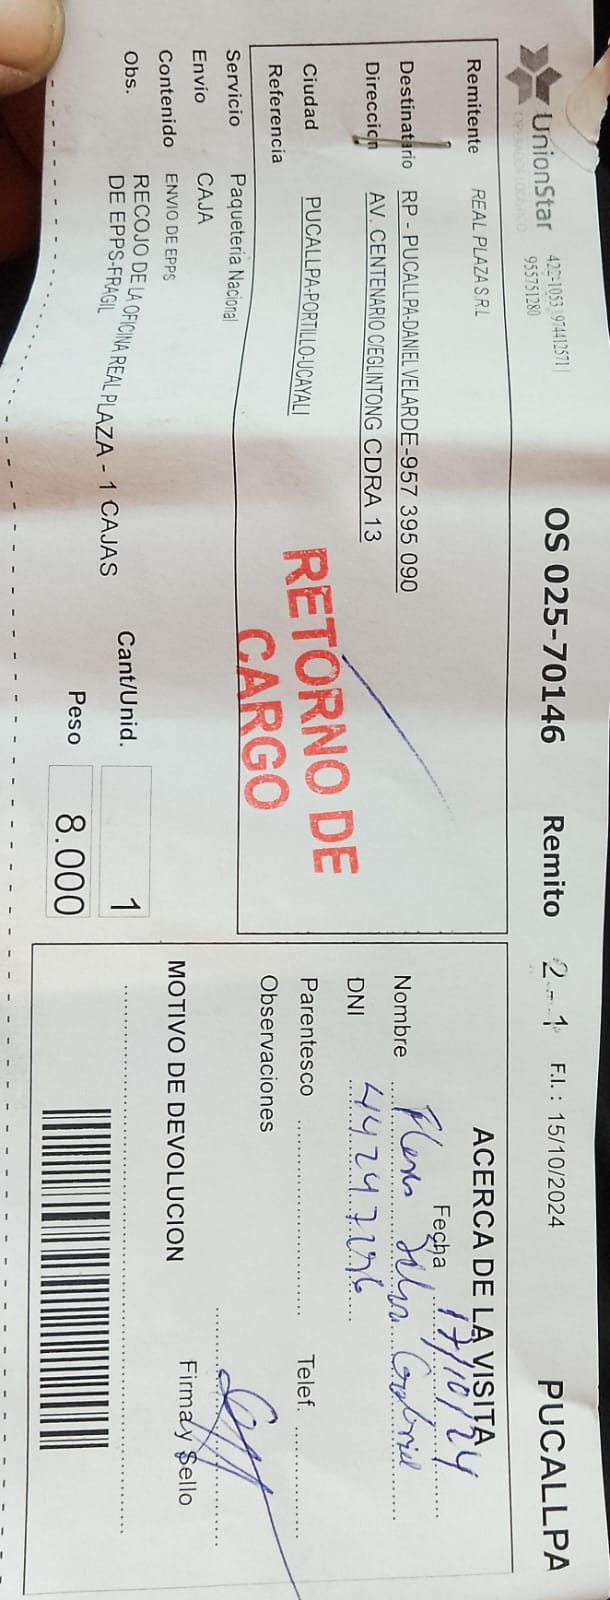 UnionStar 422-1053 | 974412571 |
955751280
OS 025-70146 Remito 2 - 1 F.I. : 15/10/2024 PUCALLPA
Remitente REAL PLAZA S.R.L
Destinatario RP - PUCALLPA-DANIEL VELARDE-957 395 090
Direccion AV. CENTENARIO C/EGLINTONG CDRA 13
Ciudad PUCALLPA-PORTILLO-UCAYALI
Referencia
Servicio Paqueteria Nacional
Envio CAJA
Contenido ENVIO DE EPPS
Obs. RECOJO DE LA OFICINA REAL PLAZA - 1 CAJAS
DE EPPS-FRAGIL
Cant/Unid. 1
Peso 8.000
RETORNO DE
CARGO
ACERCA DE LA VISITA
Fecha 17/10/24
Nombre
DNI
Parentesco Telef.
Observaciones
Firma y Sello
MOTIVO DE DEVOLUCION